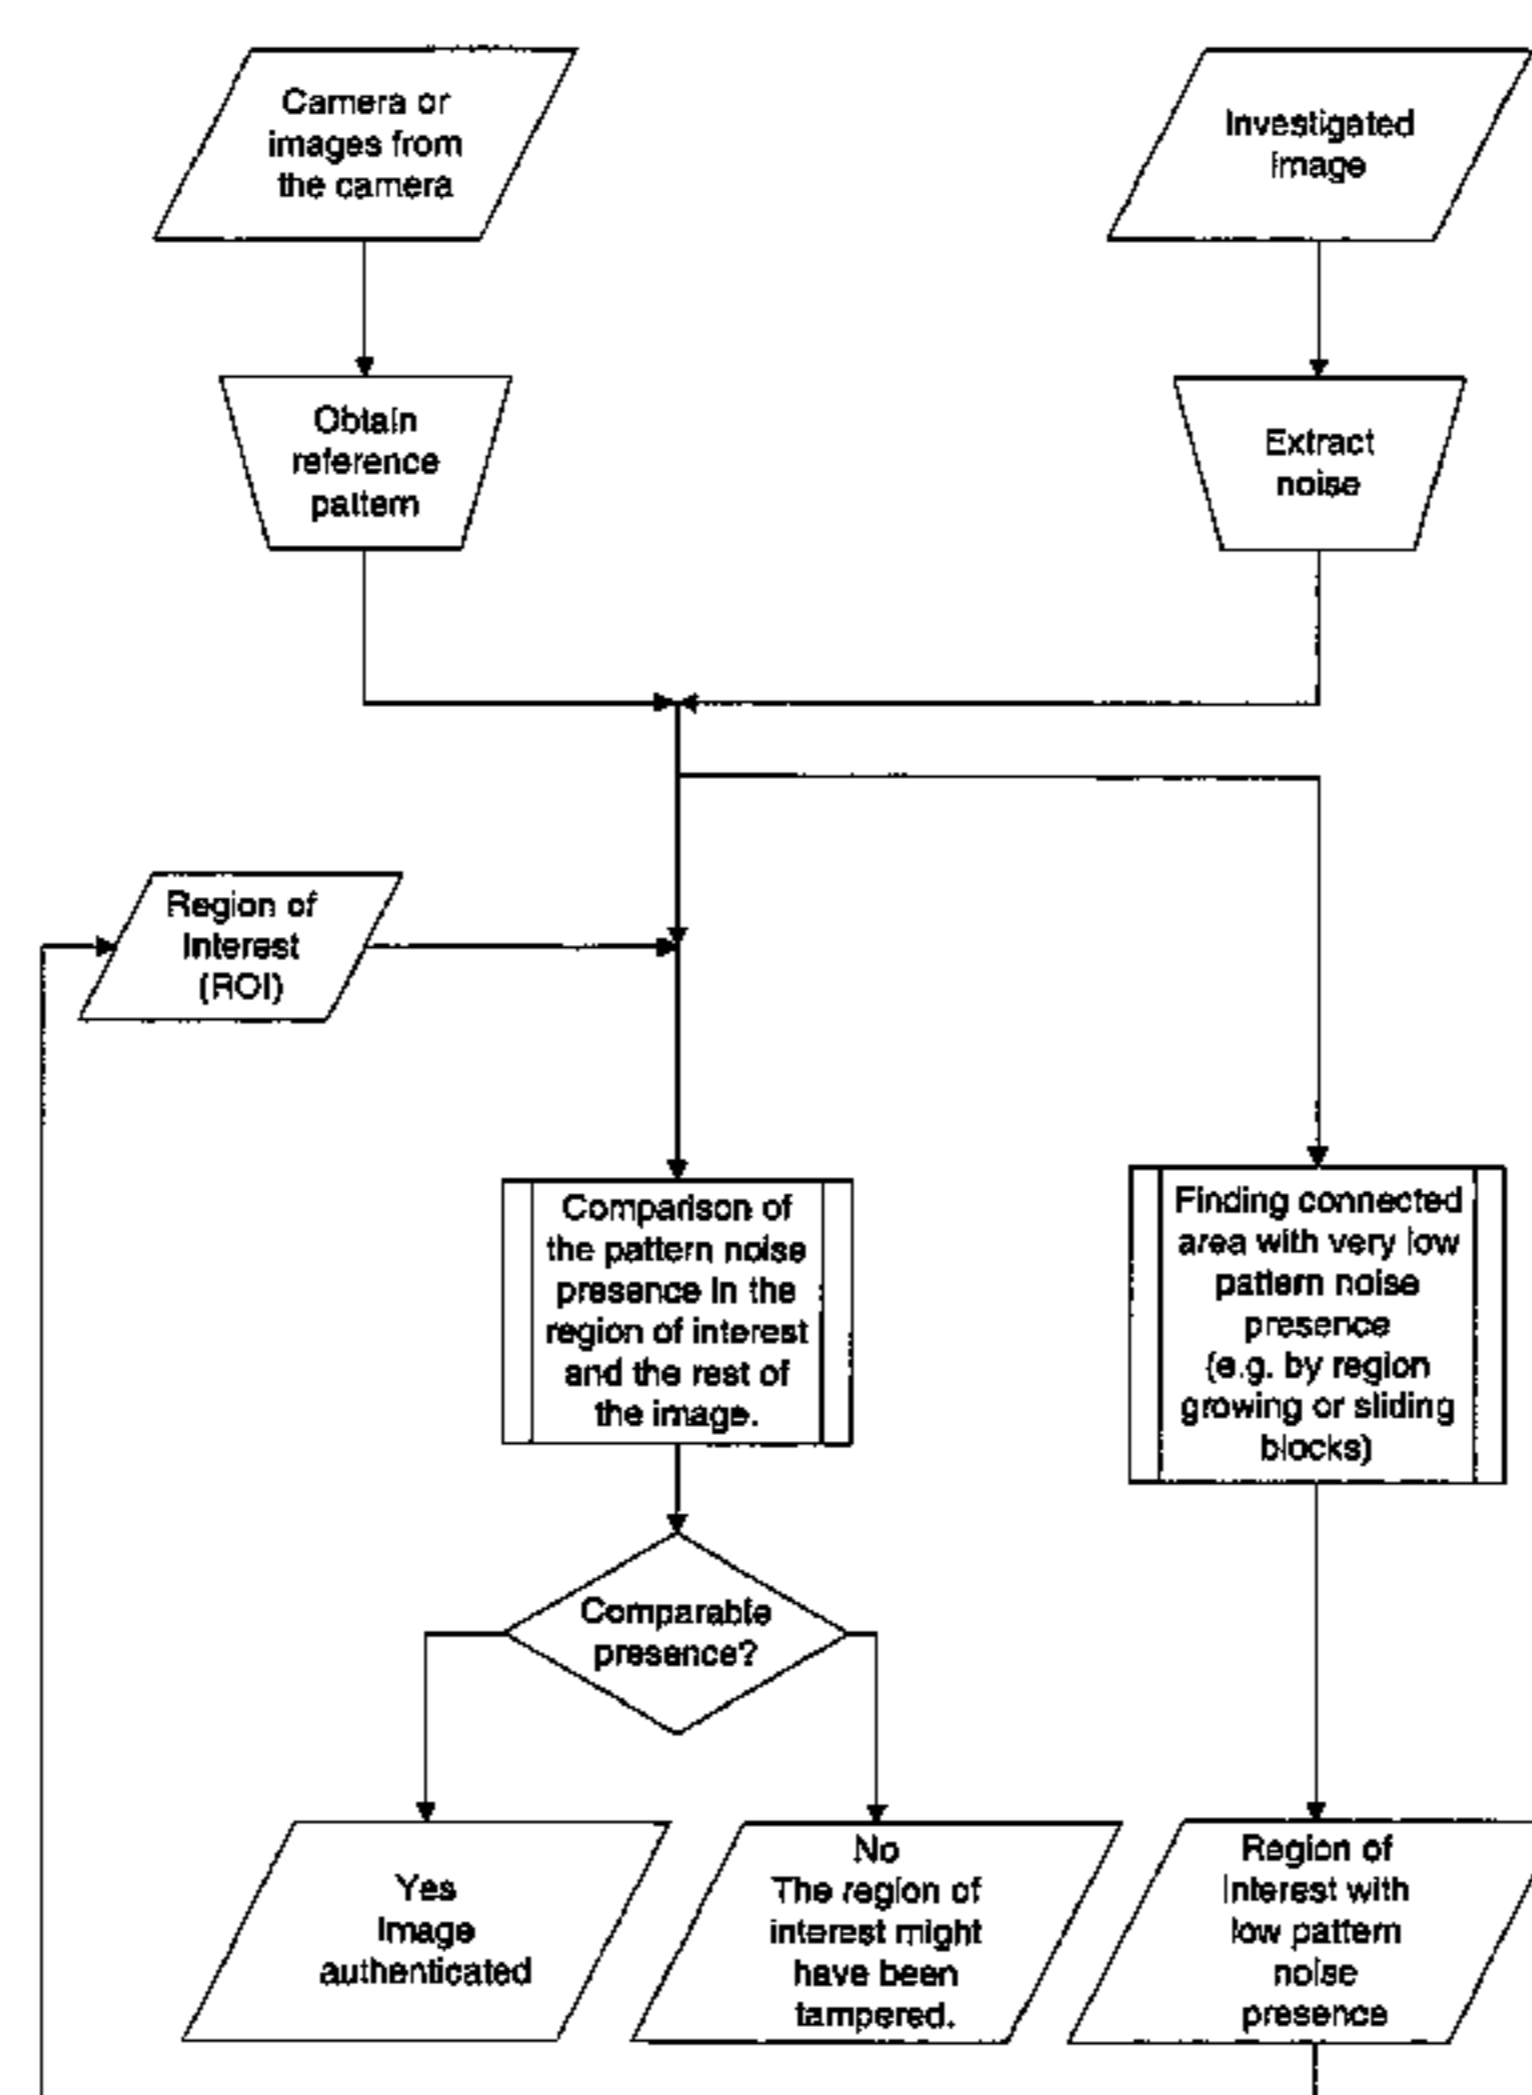 Camera or
images from
the camera
Investigated
Image
Obtain
reference
pattern
Extract
noise
Region of
Interest
(ROI)
Comparison of
the pattern noise
presence in the
region of interest
and the rest of
the image.
Finding connected
area with very low
pattern noise
presence
(e.g. by region
growing or sliding
blocks)
Comparable
presence?
Yes
Image
authenticated
No
The region of
interest might
have been
tampered.
Region of
Interest with
low pattern
noise
presence